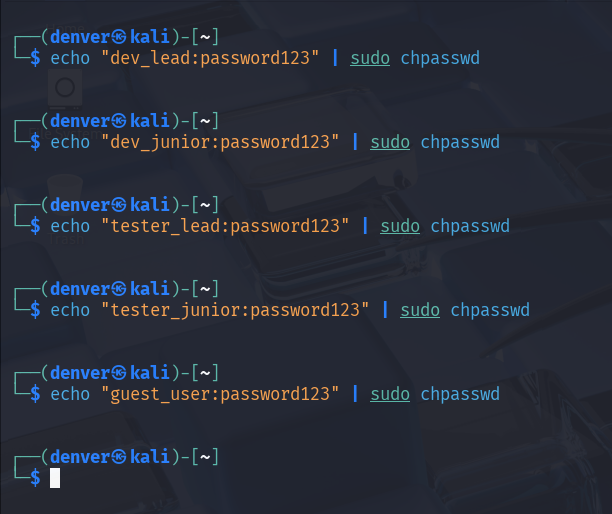 ┌──(denver㉿kali)-[~]
└─$ echo "dev_lead:password123" | sudo chpasswd
┌──(denver㉿kali)-[~]
└─$ echo "dev_junior:password123" | sudo chpasswd
┌──(denver㉿kali)-[~]
└─$ echo "tester_lead:password123" | sudo chpasswd
┌──(denver㉿kali)-[~]
└─$ echo "tester_junior:password123" | sudo chpasswd
┌──(denver㉿kali)-[~]
└─$ echo "guest_user:password123" | sudo chpasswd
┌──(denver㉿kali)-[~]
└─$